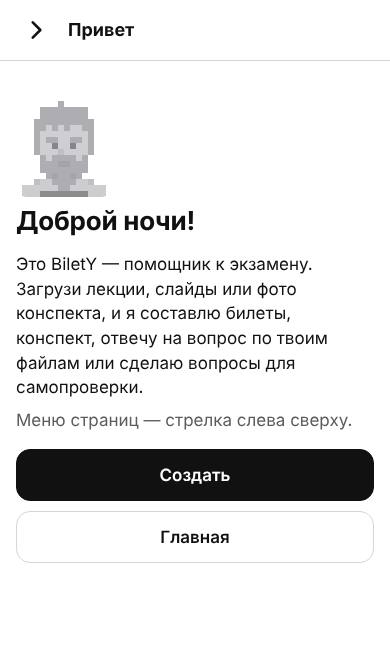 Привет
Доброй ночи!
Это BiletY — помощник к экзамену.
Загрузи лекции, слайды или фото
конспекта, и я составлю билеты,
конспект, отвечу на вопрос по твоим
файлам или сделаю вопросы для
самопроверки.
Меню страниц — стрелка слева сверху.
Создать
Главная